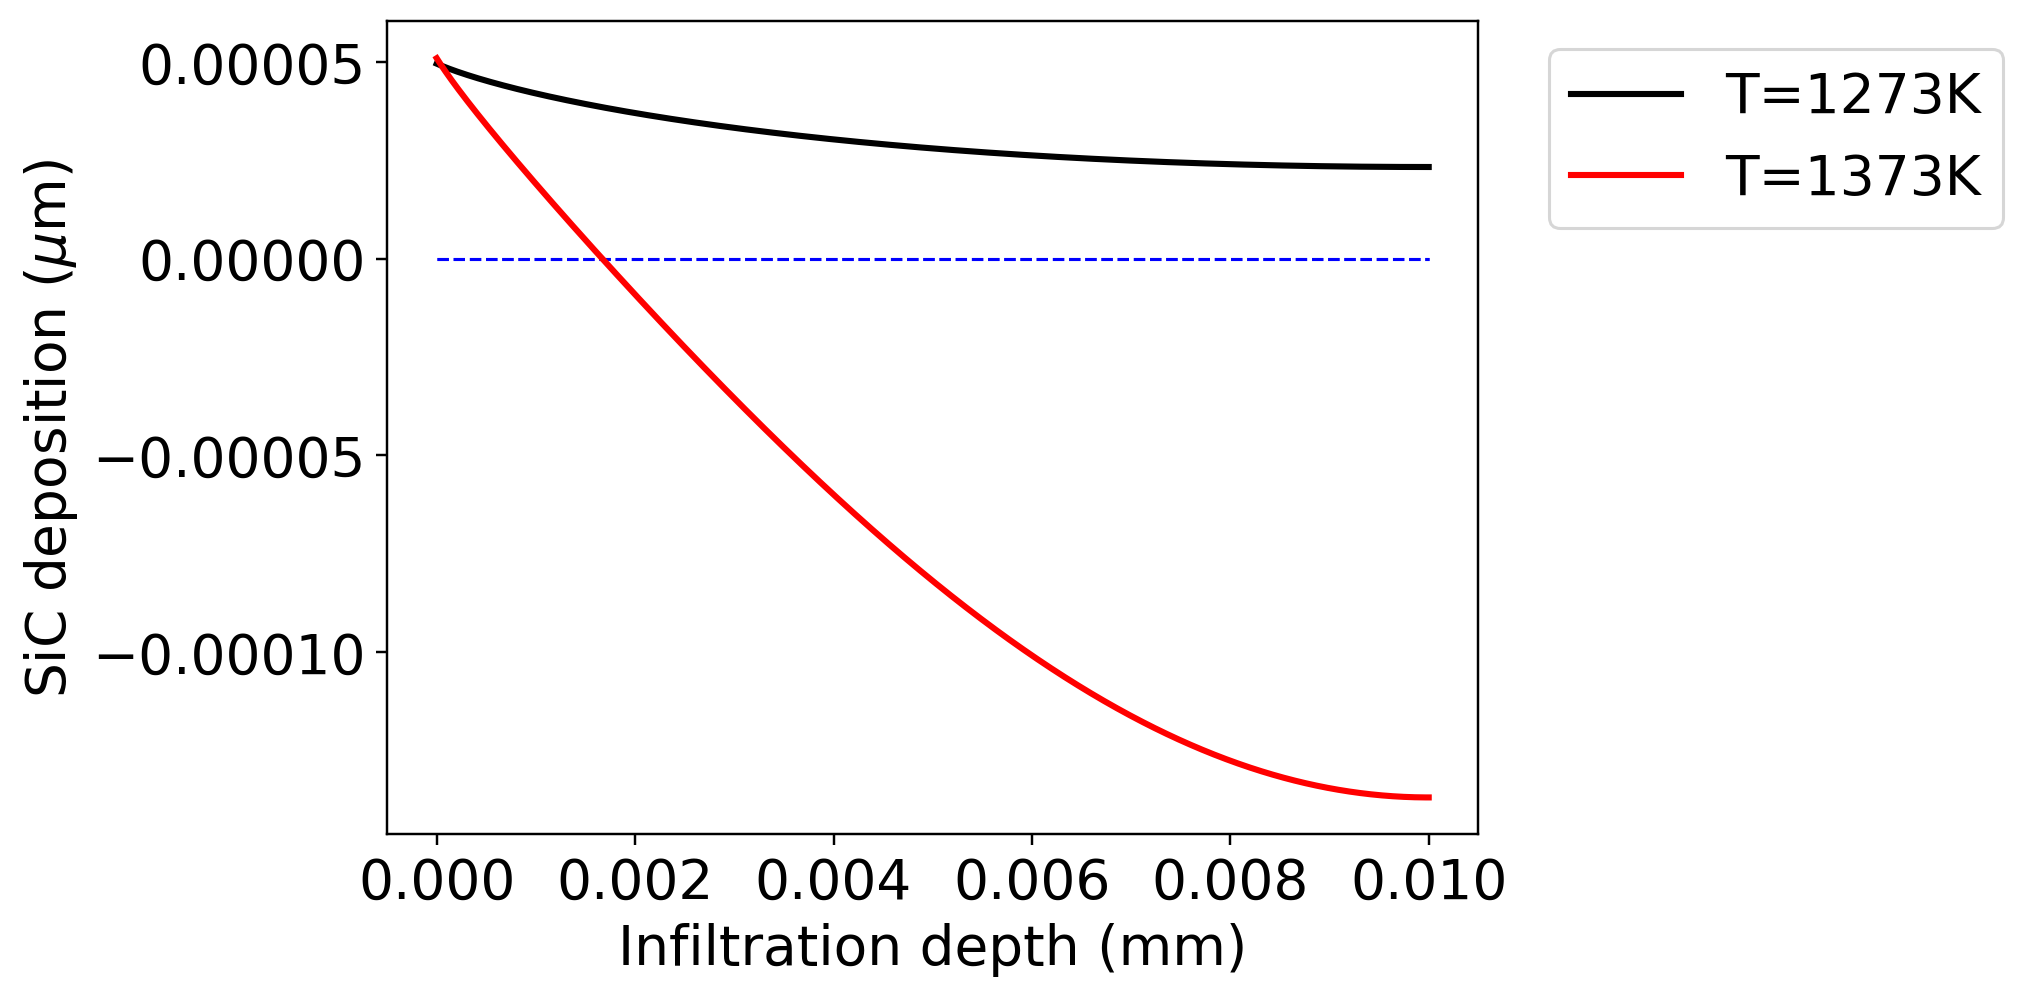 SiC deposition (μm)
0.00005
0.00000
−0.00005
−0.00010
0.000 0.002 0.004 0.006 0.008 0.010
Infiltration depth (mm)
T=1273K
T=1373K